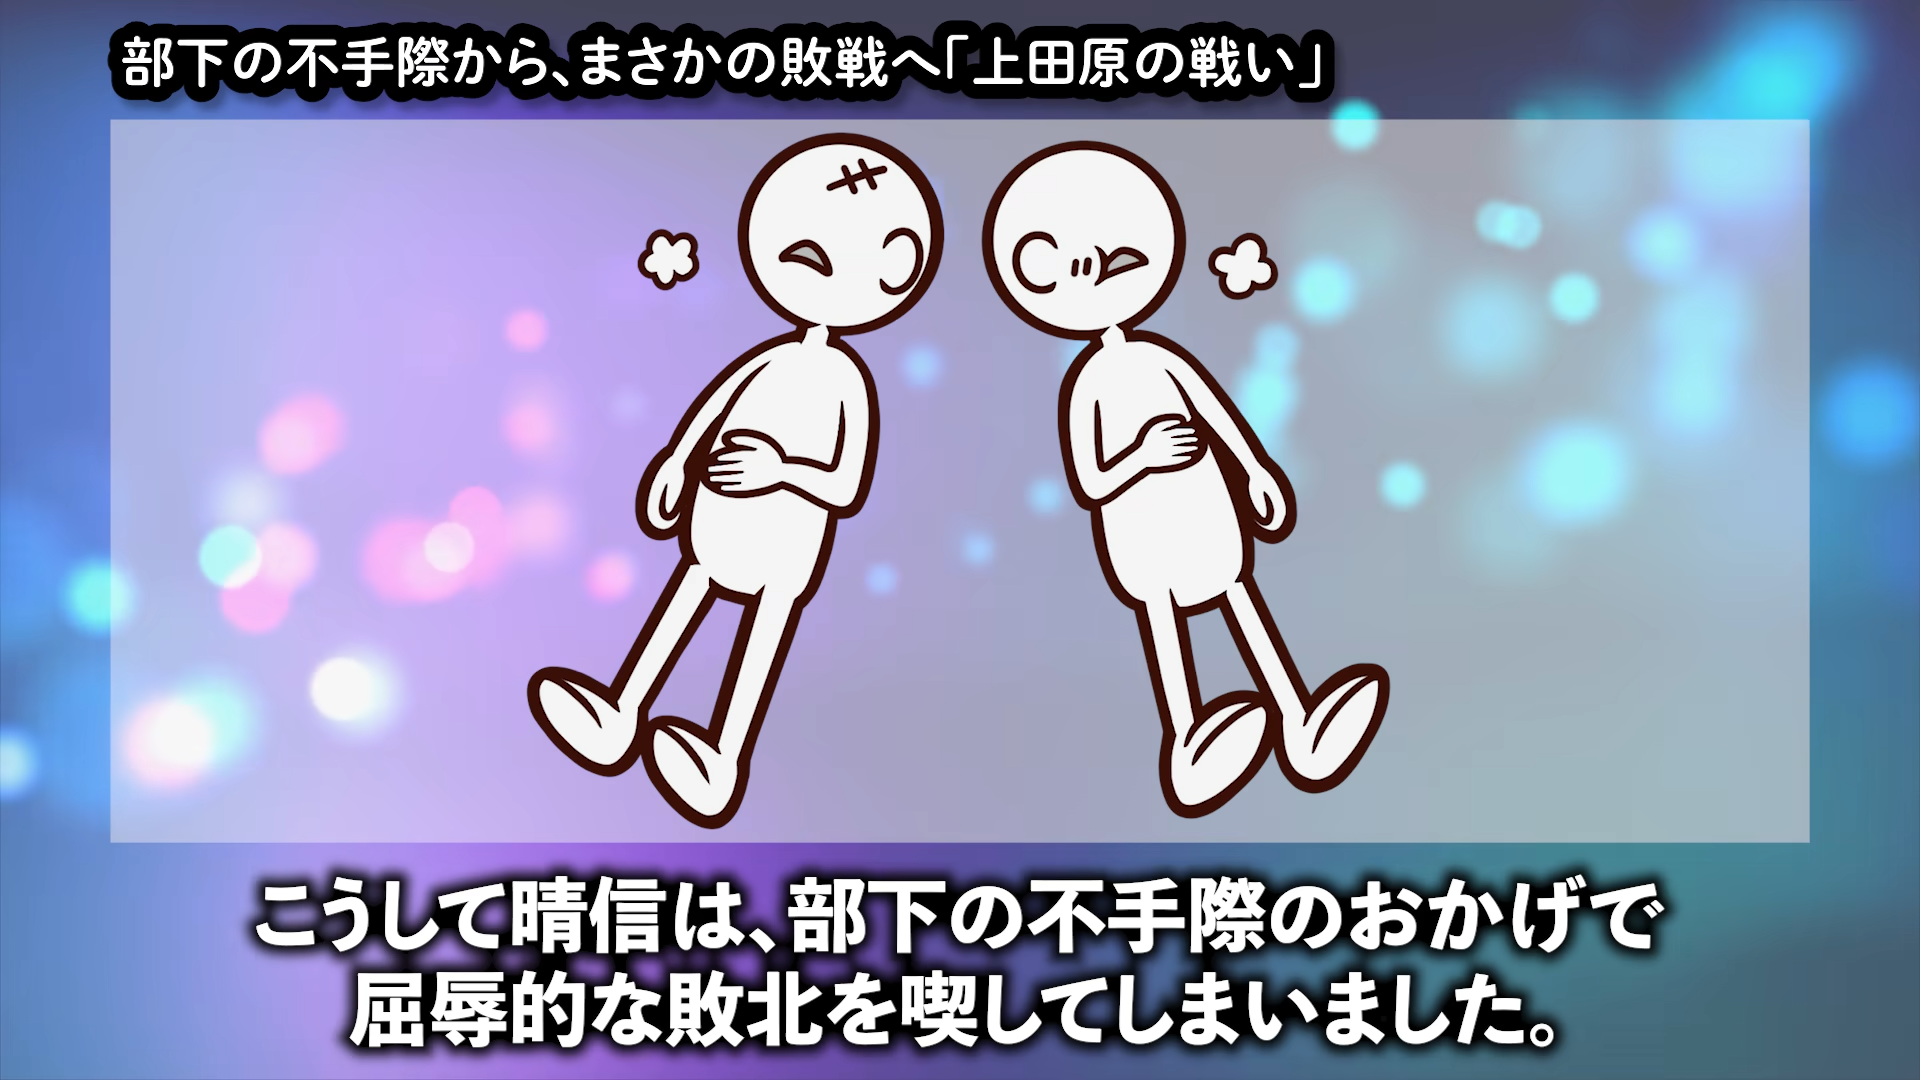 部下の不手際から、まさかの敗戦へ「上田原の戦い」
こうして晴信は、部下の不手際のおかげで
屈辱的な敗北を喫してしまいました。